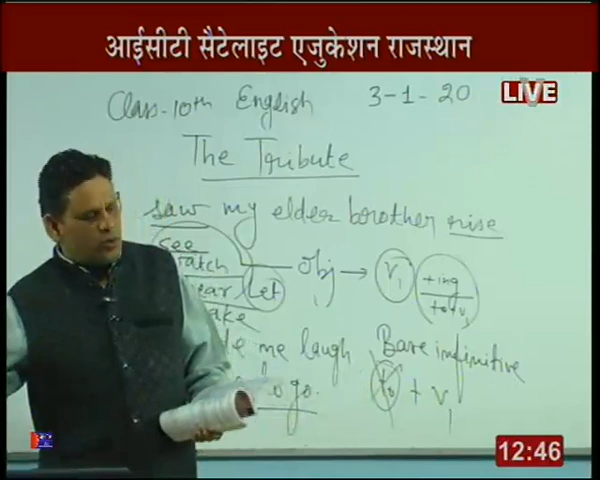 आईसीटी सैटेलाइट एजुकेशन राजस्थान
LIVE
Class-10th English 3-1-20
The Tribute
saw my elder brother rise
see
watch
hear/Let obj → V1 +ing
make to+V1
me laugh Bare infinitive
to go. to + V1
12:46